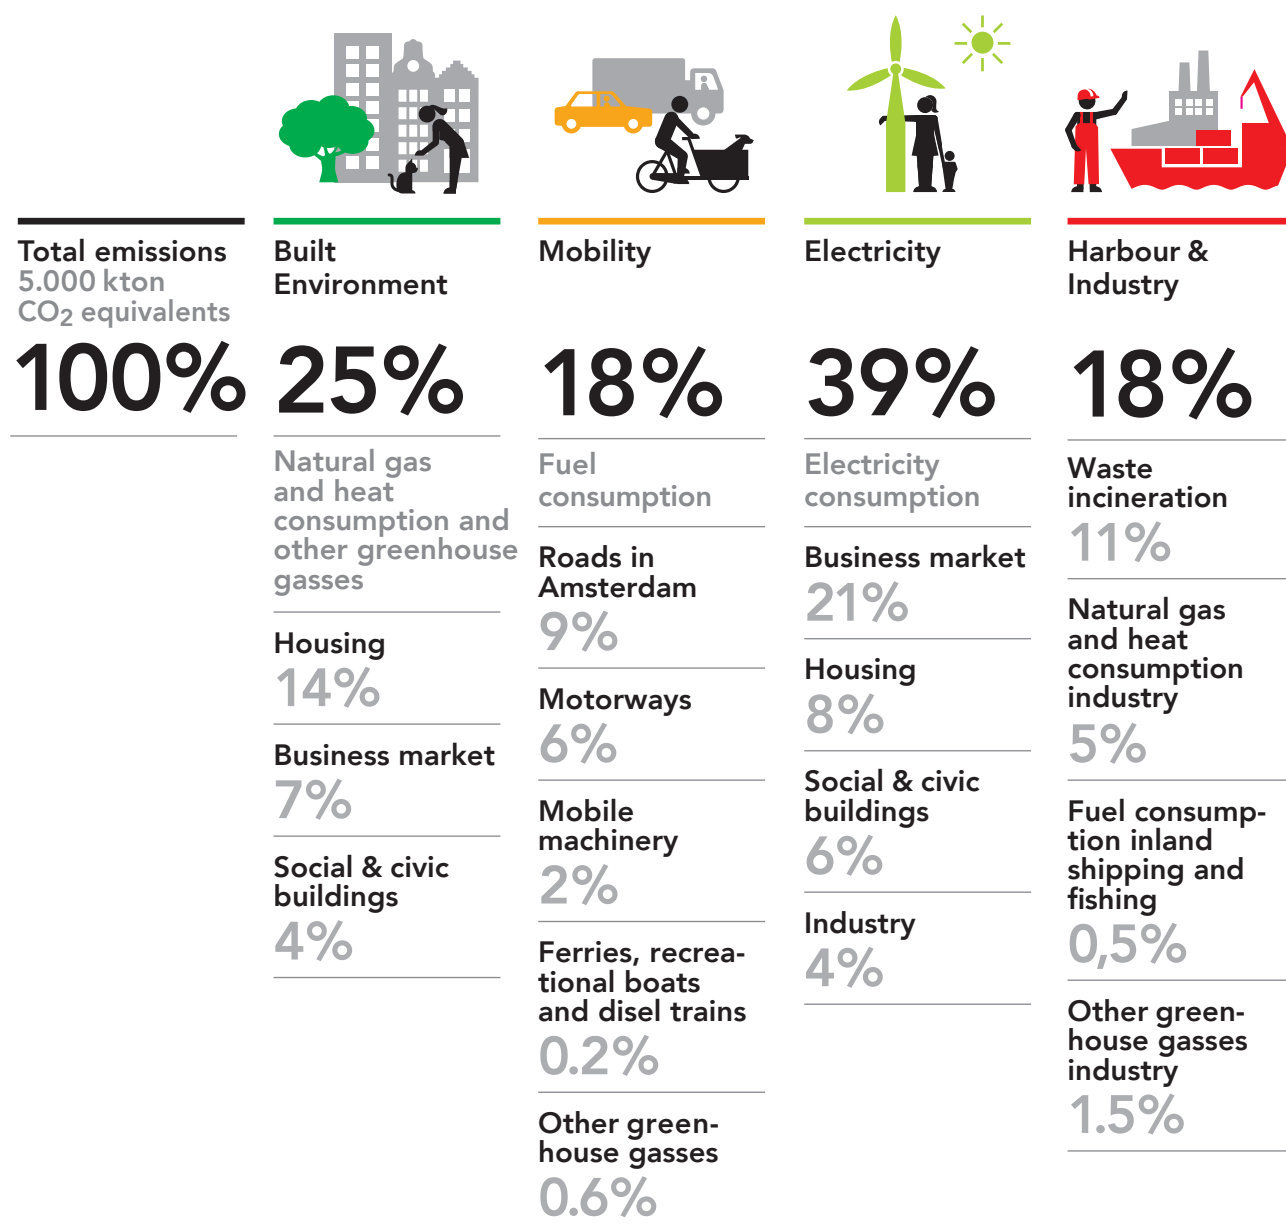 Total emissions
5.000 kton
CO2 equivalents
100%
Built
Environment
25%
Natural gas
and heat
consumption and
other greenhouse
gasses
Housing
14%
Business market
7%
Social & civic
buildings
4%
Mobility
18%
Fuel
consumption
Roads in
Amsterdam
9%
Motorways
6%
Mobile
machinery
2%
Ferries, recrea-
tional boats
and disel trains
0.2%
Other green-
house gasses
0.6%
Electricity
39%
Electricity
consumption
Business market
21%
Housing
8%
Social & civic
buildings
6%
Industry
4%
Harbour &
Industry
18%
Waste
incineration
11%
Natural gas
and heat
consumption
industry
5%
Fuel consump-
tion inland
shipping and
fishing
0,5%
Other green-
house gasses
industry
1.5%